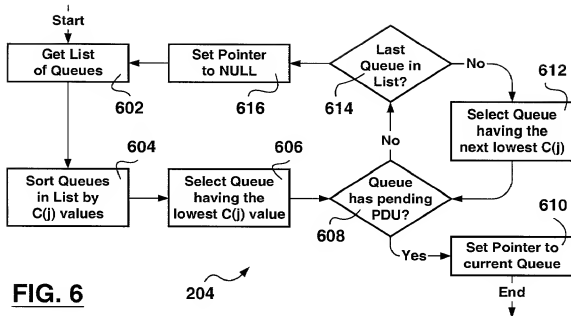 Start
Get List
of Queues
602
Set Pointer
to NULL
616
Last
Queue in
List?
614
No
612
Select Queue
having the
next lowest C(j)
No
604
Sort Queues
in List by
C(j) values
606
Select Queue
having the
lowest C(j) value
Queue
has pending
PDU?
608
Yes
610
Set Pointer to
current Queue
End
FIG. 6
204